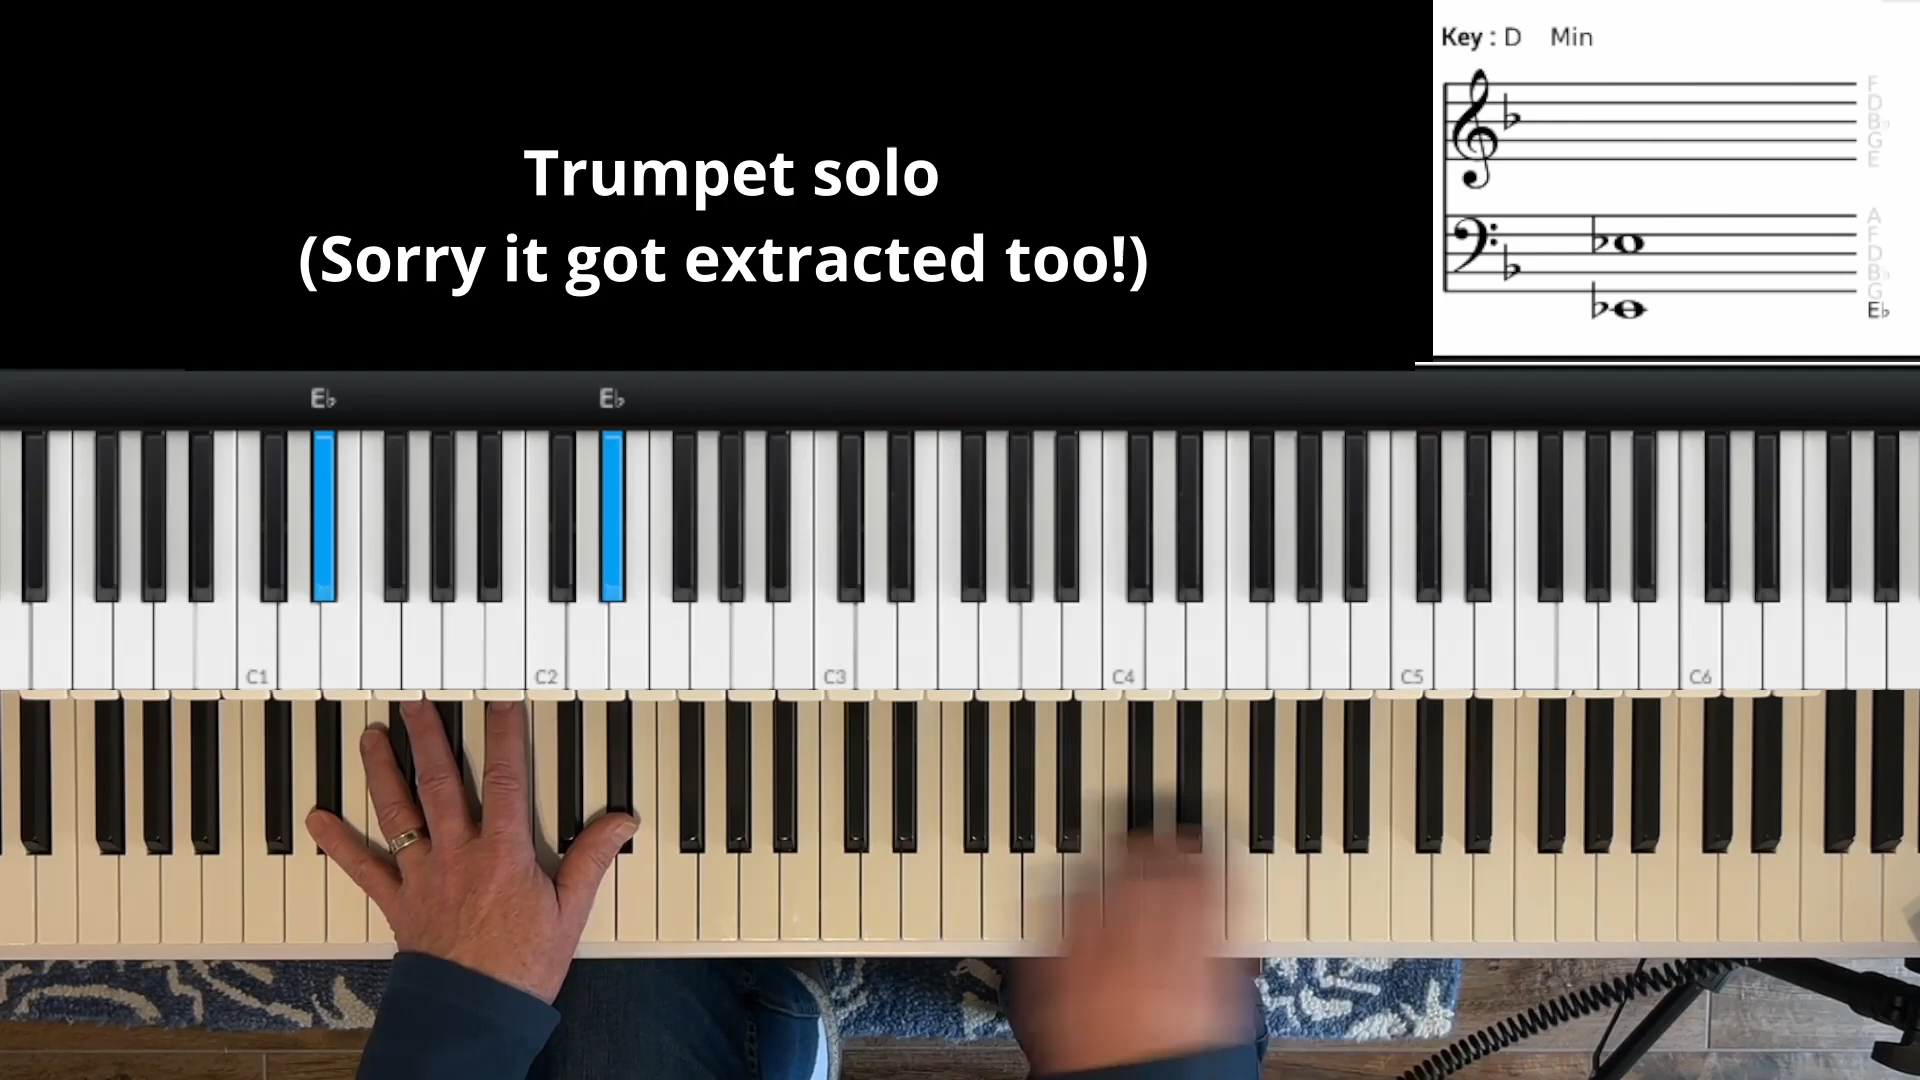 Key : D Min
Trumpet solo
(Sorry it got extracted too!)
F
D
B♭
G
E
A
F
D
B♭
G
E♭
E♭ E♭
C1 C2 C3 C4 C5 C6